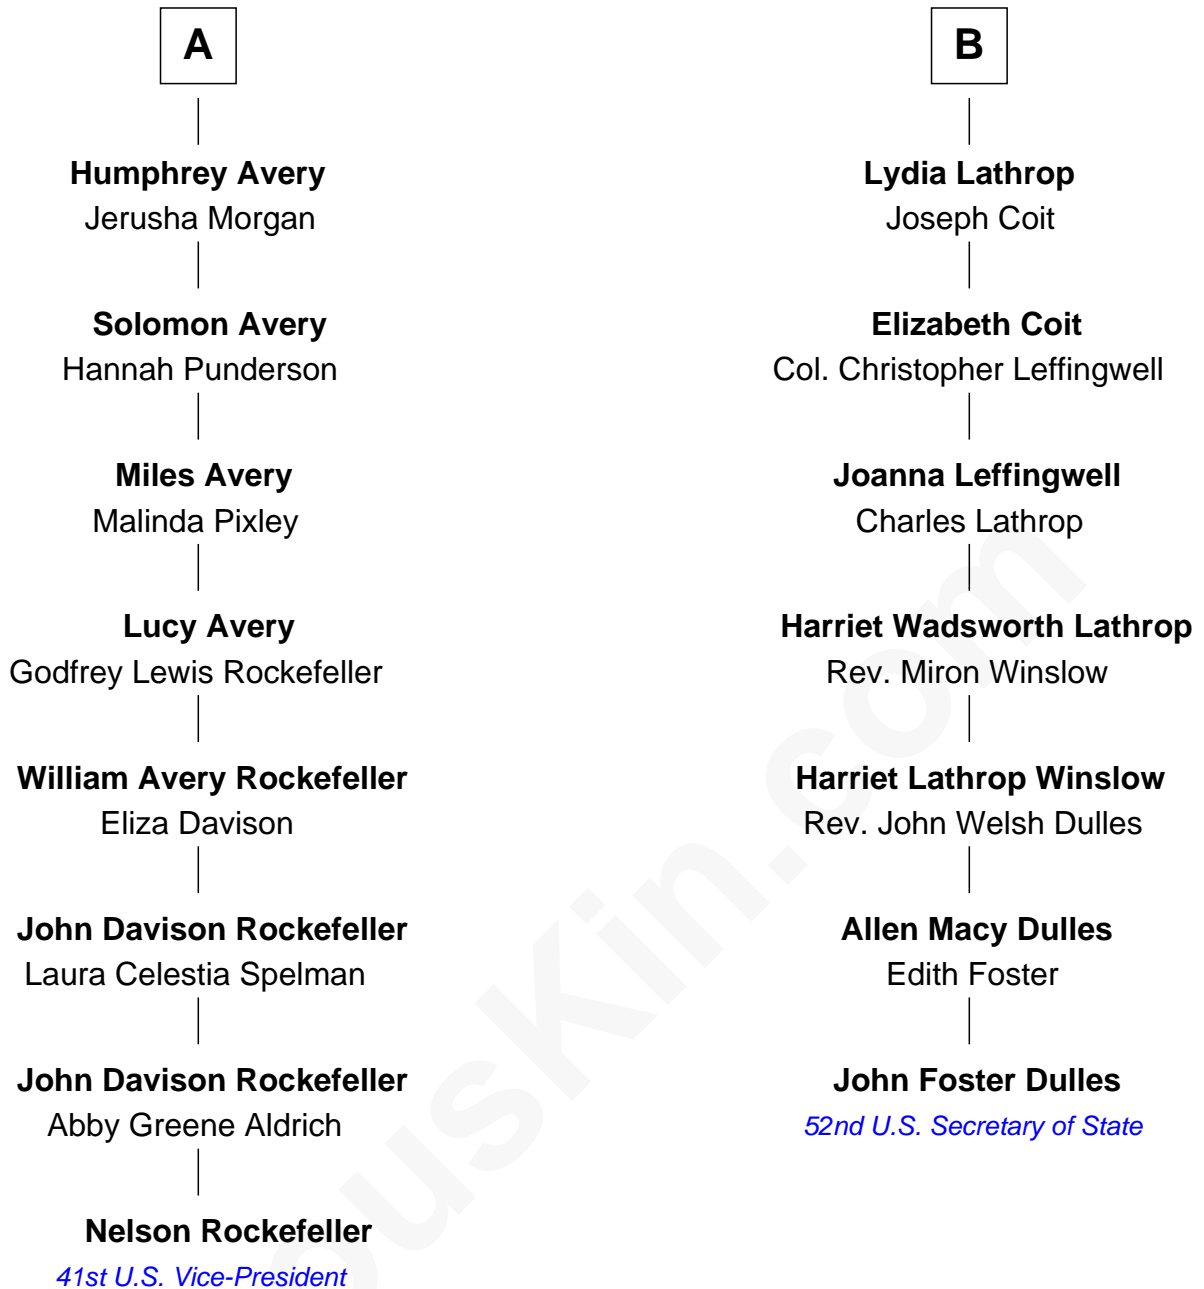 A
Humphrey Avery
Jerusha Morgan
Solomon Avery
Hannah Punderson
Miles Avery
Malinda Pixley
Lucy Avery
Godfrey Lewis Rockefeller
William Avery Rockefeller
Eliza Davison
John Davison Rockefeller
Laura Celestia Spelman
John Davison Rockefeller
Abby Greene Aldrich
Nelson Rockefeller
41st U.S. Vice-President
B
Lydia Lathrop
Joseph Coit
Elizabeth Coit
Col. Christopher Leffingwell
Joanna Leffingwell
Charles Lathrop
Harriet Wadsworth Lathrop
Rev. Miron Winslow
Harriet Lathrop Winslow
Rev. John Welsh Dulles
Allen Macy Dulles
Edith Foster
John Foster Dulles
52nd U.S. Secretary of State
ousKin.com